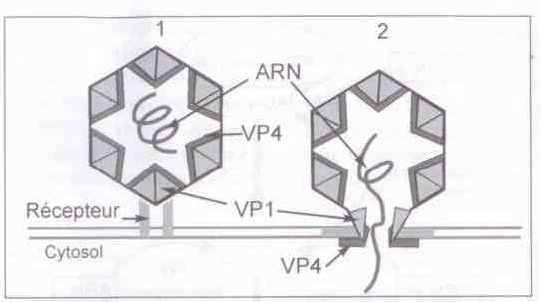 1
2
ARN
VP4
Récepteur
VP1
Cytosol
VP4